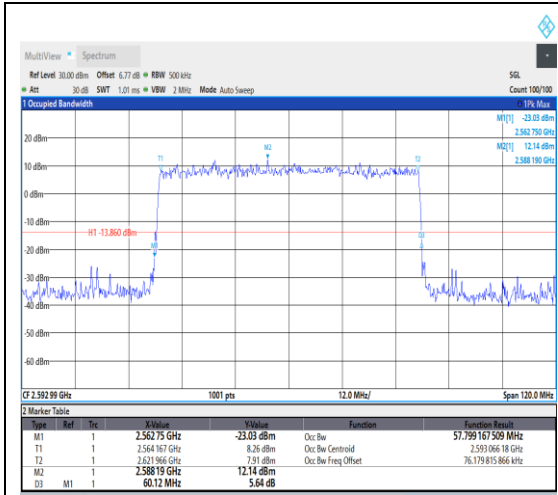 MultiView Spectrum
Ref Level 30.00 dBm Offset 6.77 dB RBW 500 kHz SGL
Att 30 dB SWT 1.01 ms VBW 2 MHz Mode Auto Sweep Count 100/100
1 Occupied Bandwidth 1Pk Max
M1[1] -23.03 dBm
2.562 750 GHz
M2[1] 12.14 dBm
2.588 190 GHz
20 dBm
M2
T1
T2
10 dBm
0 dBm
-10 dBm
H1 -13.860 dBm
D3
M1
-20 dBm
-30 dBm
-40 dBm
-50 dBm
-60 dBm
CF 2.592 99 GHz 1001 pts 12.0 MHz/ Span 120.0 MHz
2 Marker Table
Type Ref Trc X-Value Y-Value Function Function Result
M1 1 2.562 75 GHz -23.03 dBm Occ Bw 57.799 167 509 MHz
T1 1 2.564 167 GHz 8.26 dBm Occ Bw Centroid 2.593 066 18 GHz
T2 1 2.621 966 GHz 7.91 dBm Occ Bw Freq Offset 76.179 815 866 kHz
M2 1 2.588 19 GHz 12.14 dBm
D3 M1 1 60.12 MHz 5.64 dB